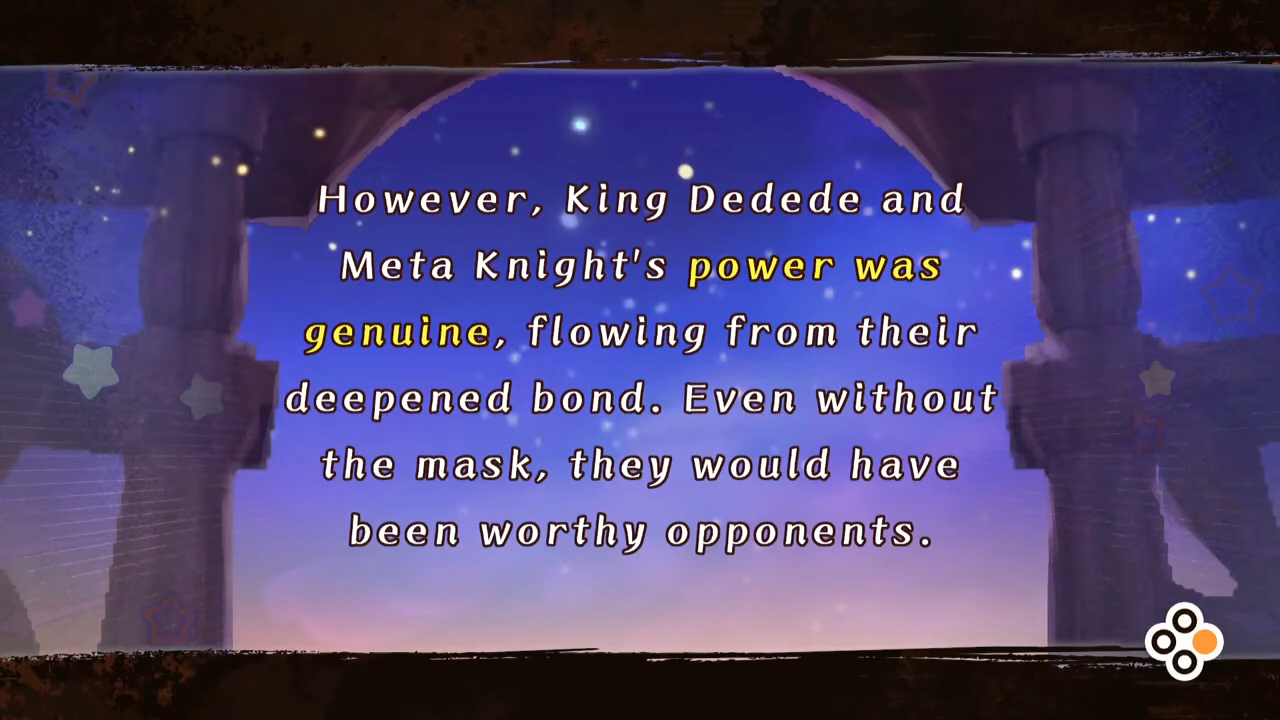 However, King Dedede and
Meta Knight's power was
genuine, flowing from their
deepened bond. Even without
the mask, they would have
been worthy opponents.